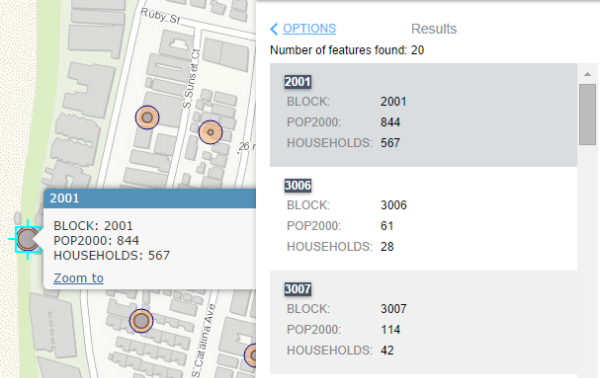 Ruby St
S Sunset Ct
26 m
2001
BLOCK: 2001
POP2000: 844
HOUSEHOLDS: 567
Zoom to
S Catalina Ave
OPTIONS
Results
Number of features found: 20
2001
BLOCK: 2001
POP2000: 844
HOUSEHOLDS: 567
3006
BLOCK: 3006
POP2000: 61
HOUSEHOLDS: 28
3007
BLOCK: 3007
POP2000: 114
HOUSEHOLDS: 42